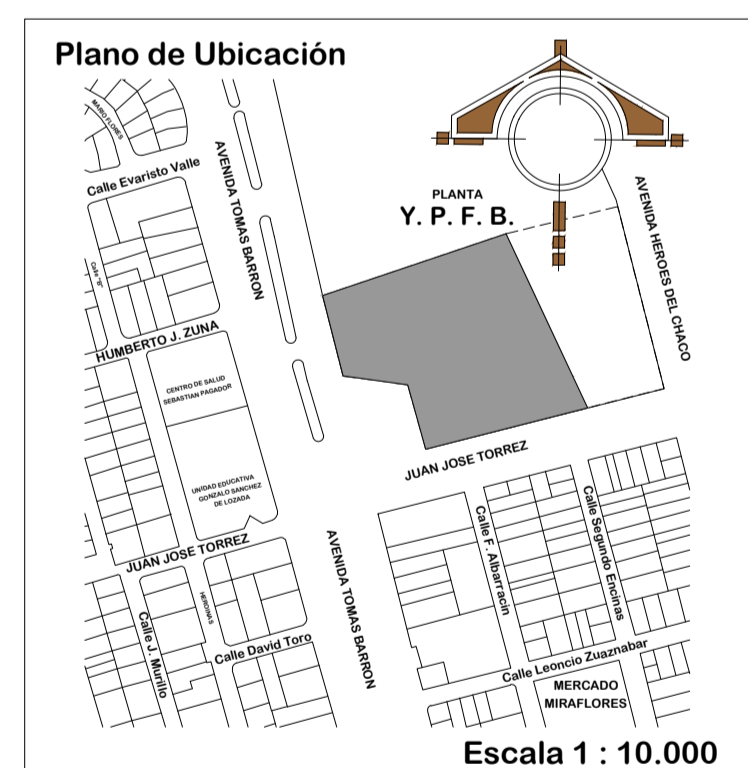 Plano de Ubicación
MARIO FLORES
Calle Evaristo Valle
AVENIDA TOMAS BARRON
PLANTA
Y. P. F. B.
AVENIDA HEROES DEL CHACO
Calle "B"
HUMBERTO J. ZUNA
CENTRO DE SALUD
SEBASTIAN PAGADOR
UNIDAD EDUCATIVA
GONZALO SANCHEZ
DE LOZADA
JUAN JOSE TORREZ
JUAN JOSE TORREZ
Calle F. Albarracin
Calle Segundo Encinas
AVENIDA TOMAS BARRON
HEROINAS
Calle J. Murillo
Calle David Toro
Calle Leoncio Zuaznabar
MERCADO
MIRAFLORES
Escala 1 : 10.000